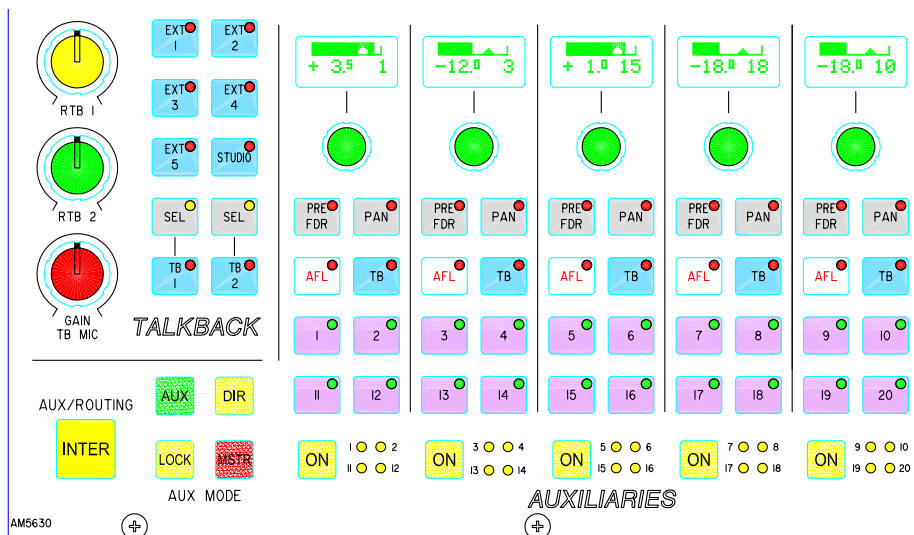 RTB 1
RTB 2
GAIN
TB MIC
EXT
1
EXT
2
EXT
3
EXT
4
EXT
5
STUDIO
SEL
SEL
TB
1
TB
2
TALKBACK
AUX/ROUTING
INTER
AUX
DIR
LOCK
MSTR
AUX MODE
AM5630
+ 3.5 1
-12.0 3
+ 1.0 15
-18.0 18
-18.0 10
PRE
FDR
PAN
PRE
FDR
PAN
PRE
FDR
PAN
PRE
FDR
PAN
PRE
FDR
PAN
AFL
TB
AFL
TB
AFL
TB
AFL
TB
AFL
TB
1
2
3
4
5
6
7
8
9
10
11
12
13
14
15
16
17
18
19
20
ON
1 2
11 12
ON
3 4
13 14
ON
5 6
15 16
ON
7 8
17 18
ON
9 10
19 20
AUXILIARIES